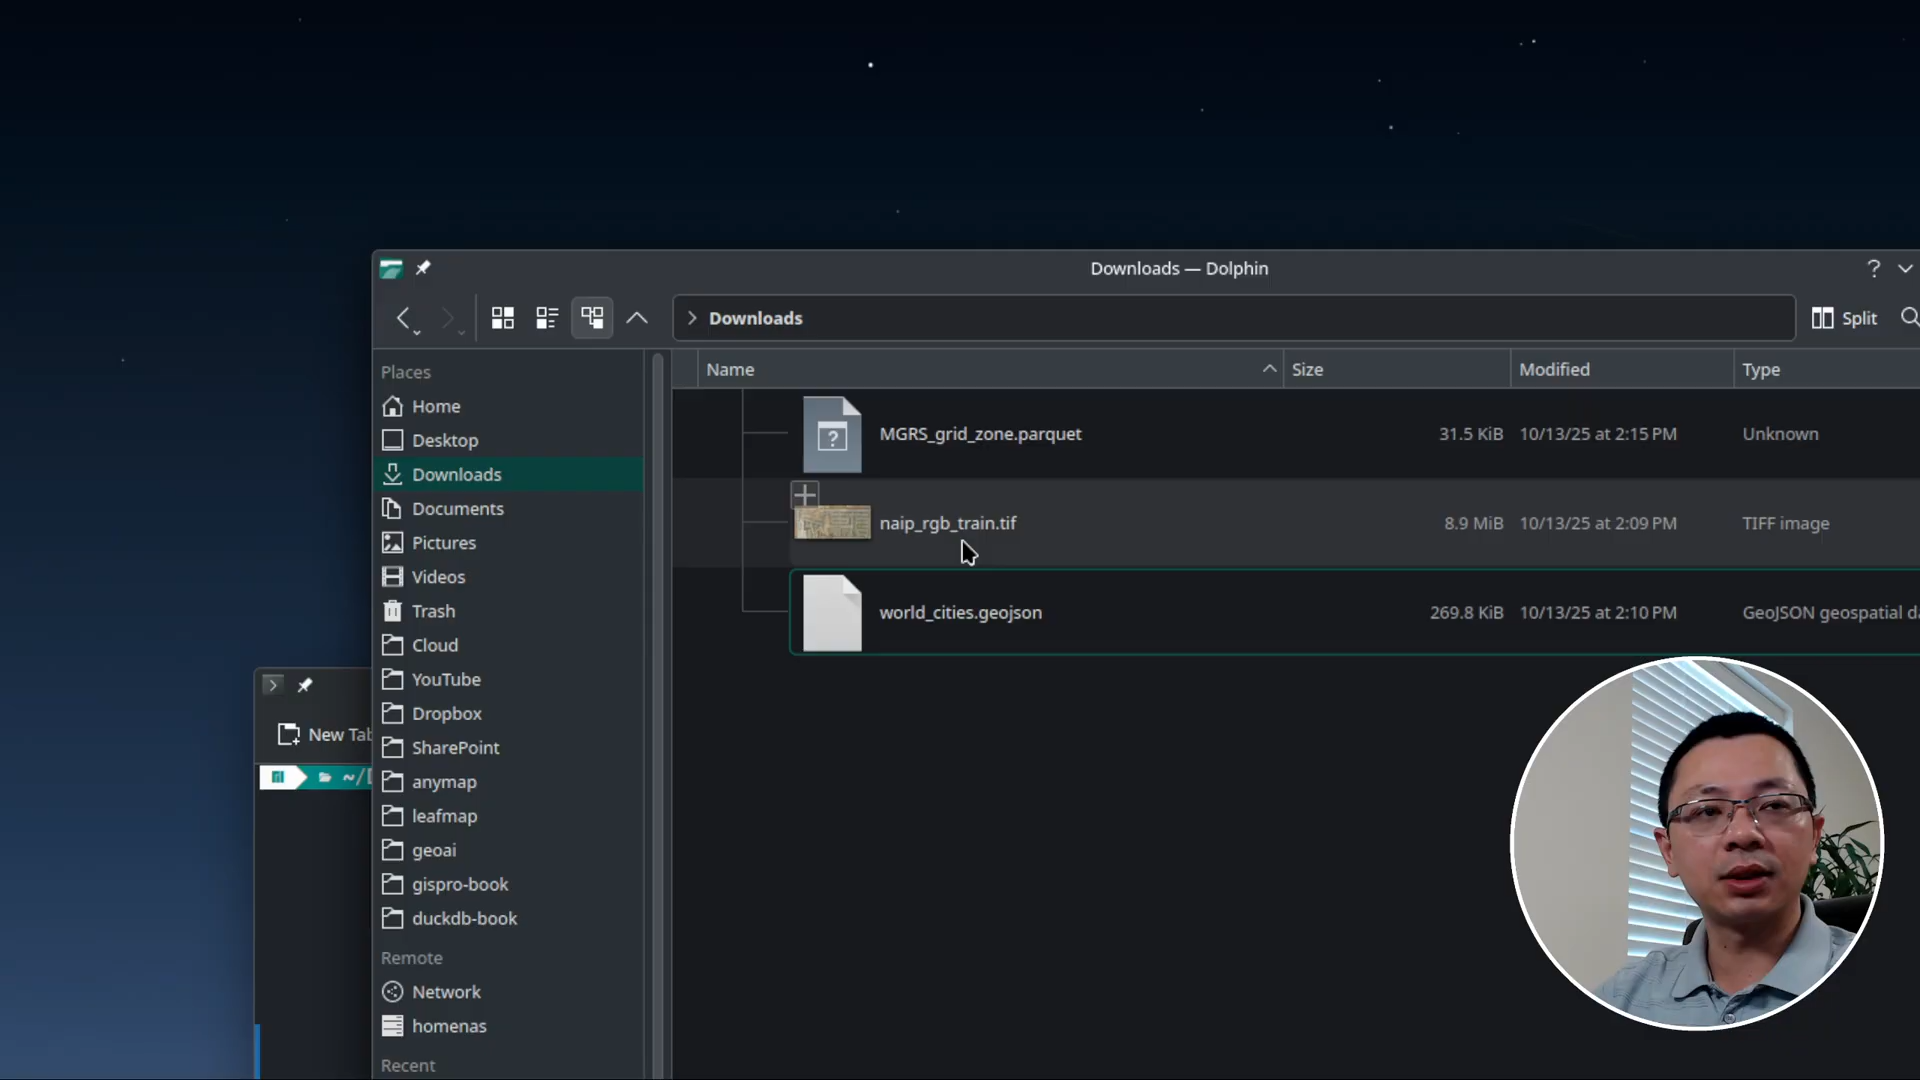 Downloads — Dolphin
?
Downloads
Split
Places
Home
Desktop
Downloads
Documents
Pictures
Videos
Trash
Cloud
YouTube
Dropbox
SharePoint
anymap
leafmap
geoai
gispro-book
duckdb-book
Remote
Network
homenas
Recent
Name Size Modified Type
MGRS_grid_zone.parquet 31.5 KiB 10/13/25 at 2:15 PM Unknown
naip_rgb_train.tif 8.9 MiB 10/13/25 at 2:09 PM TIFF image
world_cities.geojson 269.8 KiB 10/13/25 at 2:10 PM GeoJSON geospatial da
New Tab
~/